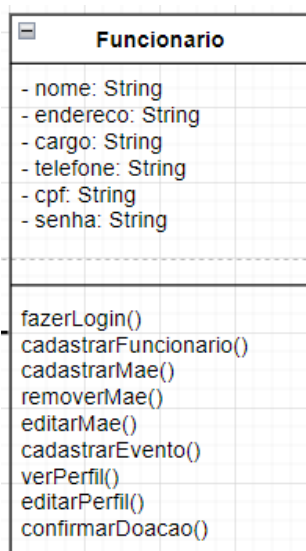 Funcionario
- nome: String
- endereco: String
- cargo: String
- telefone: String
- cpf: String
- senha: String
fazerLogin()
cadastrarFuncionario()
cadastrarMae()
removerMae()
editarMae()
cadastrarEvento()
verPerfil()
editarPerfil()
confirmarDoacao()